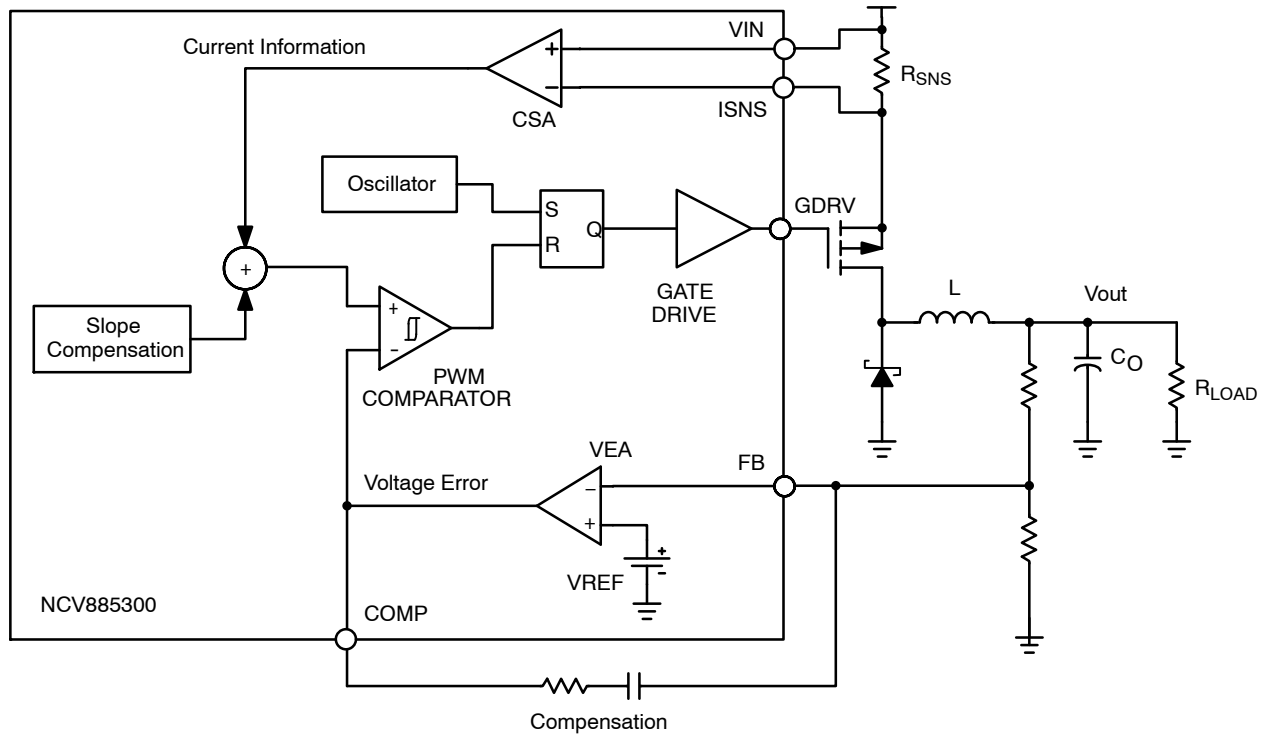 VIN
Current Information
+
−
RSNS
ISNS
CSA
Oscillator
S
Q
R
GDRV
+
GATE
DRIVE
L
Vout
Slope
Compensation
+
−
PWM
COMPARATOR
CO
RLOAD
VEA
FB
Voltage Error
−
+
VREF
+
−
NCV885300
COMP
Compensation